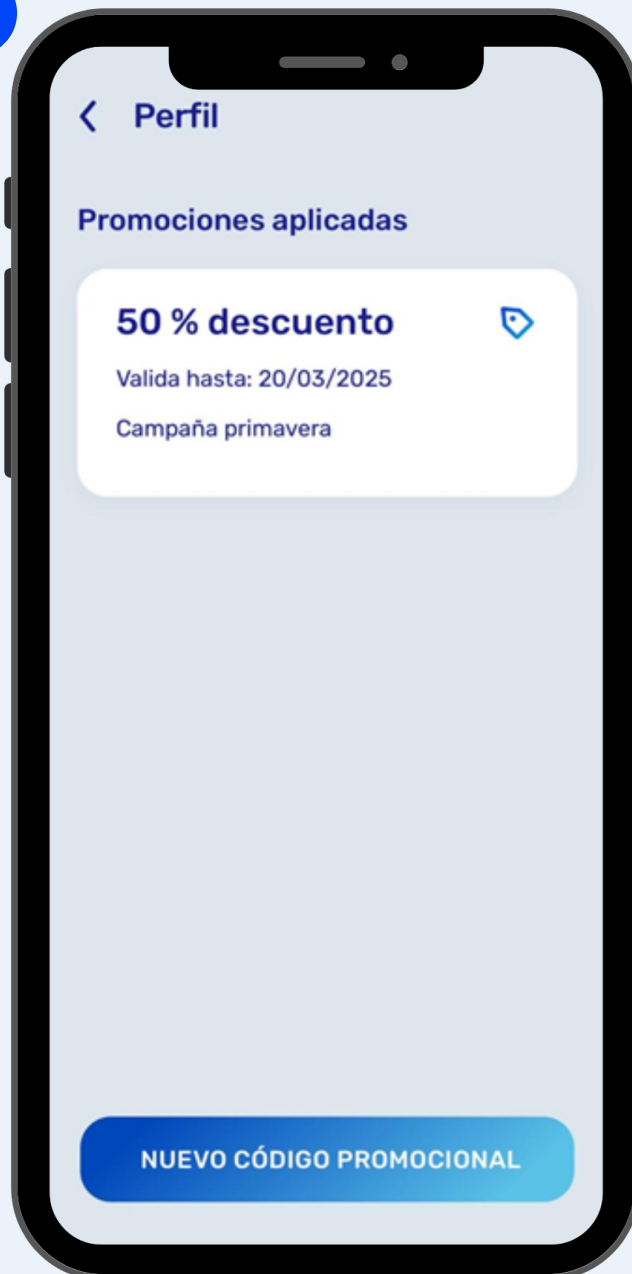 Perfil
Promociones aplicadas
50 % descuento
Valida hasta: 20/03/2025
Campaña primavera
NUEVO CÓDIGO PROMOCIONAL